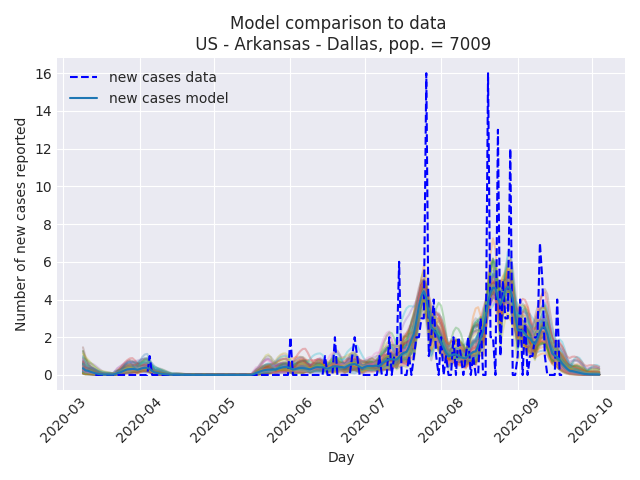 Model comparison to data
US - Arkansas - Dallas, pop. = 7009
new cases data
new cases model
Number of new cases reported
16
14
12
10
8
6
4
2
0
2020-03
2020-04
2020-05
2020-06
2020-07
2020-08
2020-09
2020-10
Day